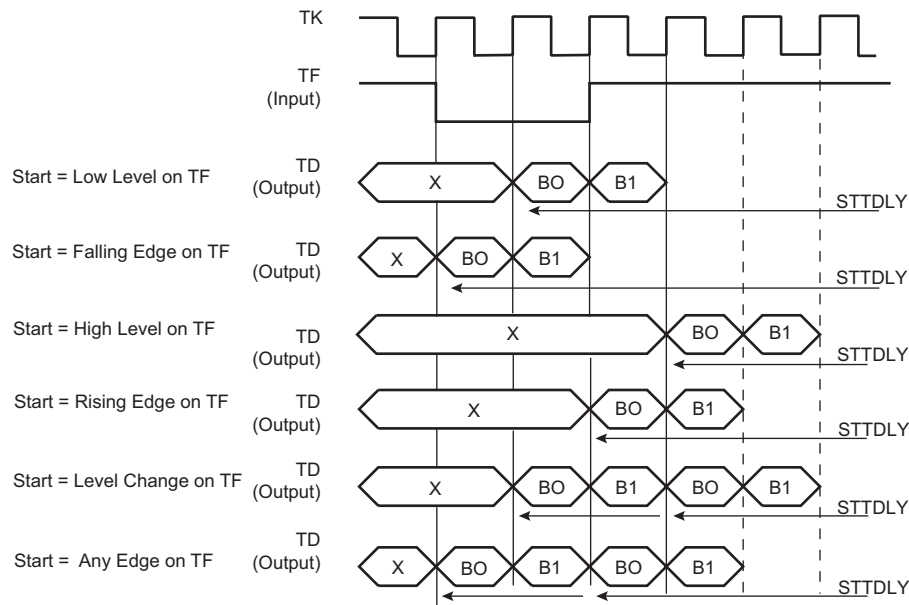 TK
TF
(Input)
Start = Low Level on TF
TD
(Output)
X
BO
B1
STTDLY
Start = Falling Edge on TF
TD
(Output)
X
BO
B1
STTDLY
Start = High Level on TF
TD
(Output)
X
BO
B1
STTDLY
Start = Rising Edge on TF
TD
(Output)
X
BO
B1
STTDLY
Start = Level Change on TF
TD
(Output)
X
BO
B1
BO
B1
STTDLY
Start = Any Edge on TF
TD
(Output)
X
BO
B1
BO
B1
STTDLY